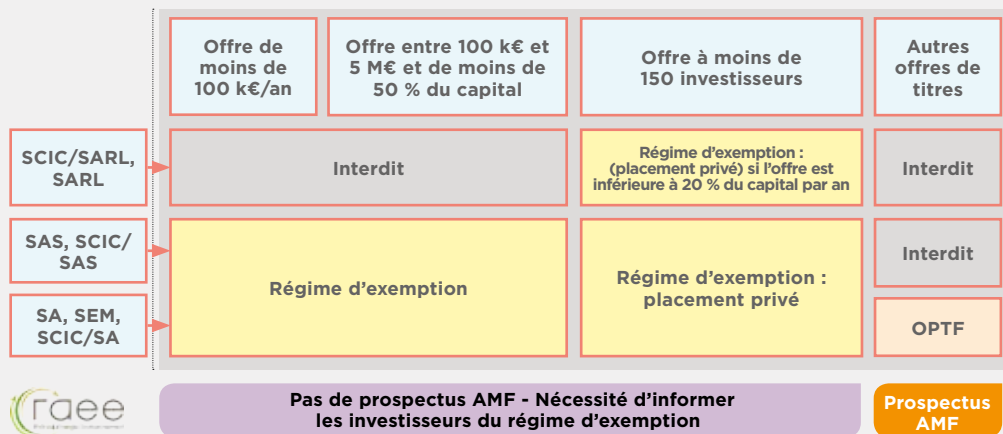 Offre de
moins de
100 k€/an
Offre entre 100 k€ et
5 M€ et de moins de
50 % du capital
Offre à moins de
150 investisseurs
Autres
offres de
titres
SCIC/SARL,
SARL
Interdit
Régime d’exemption :
(placement privé) si l’offre est
inférieure à 20 % du capital par an
Interdit
SAS, SCIC/
SAS
Régime d’exemption
Régime d’exemption :
placement privé
Interdit
SA, SEM,
SCIC/SA
OPTF
raee
Pas de prospectus AMF - Nécessité d’informer
les investisseurs du régime d’exemption
Prospectus
AMF